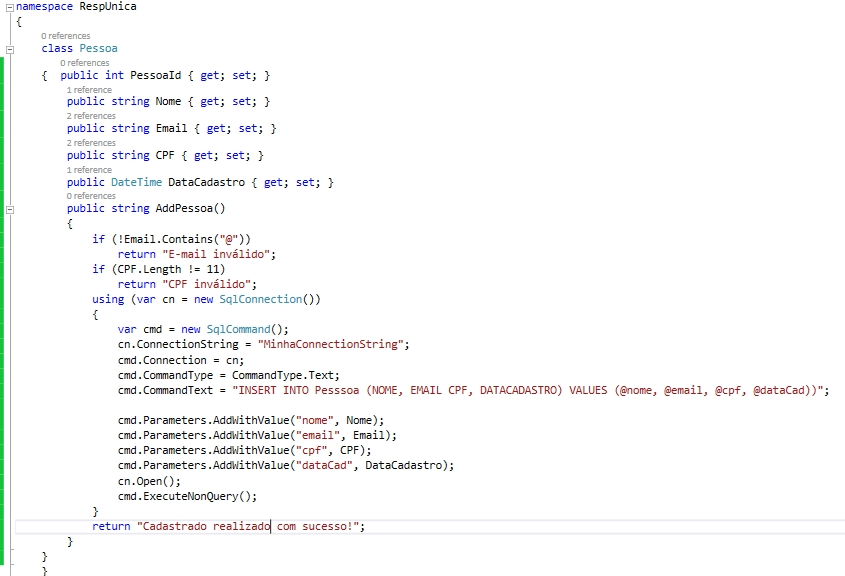 namespace RespUnica
{
0 references
class Pessoa
0 references
{ public int PessoaId { get; set; }
1 reference
public string Nome { get; set; }
2 references
public string Email { get; set; }
2 references
public string CPF { get; set; }
1 reference
public DateTime DataCadastro { get; set; }
0 references
public string AddPessoa()
{
if (!Email.Contains("@"))
return "E-mail inválido";
if (CPF.Length != 11)
return "CPF inválido";
using (var cn = new SqlConnection())
{
var cmd = new SqlCommand();
cn.ConnectionString = "MinhaConnectionString";
cmd.Connection = cn;
cmd.CommandType = CommandType.Text;
cmd.CommandText = "INSERT INTO Pesssoa (NOME, EMAIL CPF, DATACADASTRO) VALUES (@nome, @email, @cpf, @dataCad))";
cmd.Parameters.AddWithValue("nome", Nome);
cmd.Parameters.AddWithValue("email", Email);
cmd.Parameters.AddWithValue("cpf", CPF);
cmd.Parameters.AddWithValue("dataCad", DataCadastro);
cn.Open();
cmd.ExecuteNonQuery();
}
return "Cadastrado realizado com sucesso!";
}
}
}